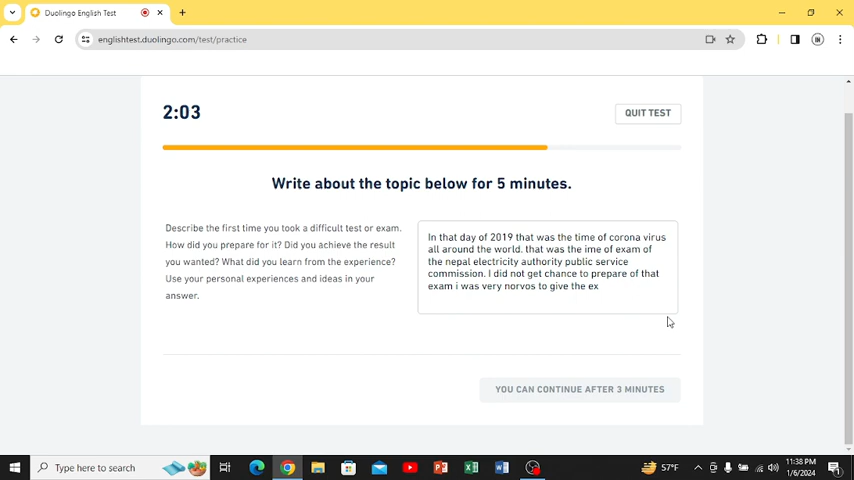 Duolingo English Test
englishtest.duolingo.com/test/practice
IN
2:03
QUIT TEST
Write about the topic below for 5 minutes.
Describe the first time you took a difficult test or exam.
How did you prepare for it? Did you achieve the result
you wanted? What did you learn from the experience?
Use your personal experiences and ideas in your
answer.
In that day of 2019 that was the time of corona virus
all around the world. that was the ime of exam of
the nepal electricity authority public service
commission. I did not get chance to prepare of that
exam i was very norvos to give the ex
YOU CAN CONTINUE AFTER 3 MINUTES
Type here to search
57°F
11:38 PM
1/6/2024